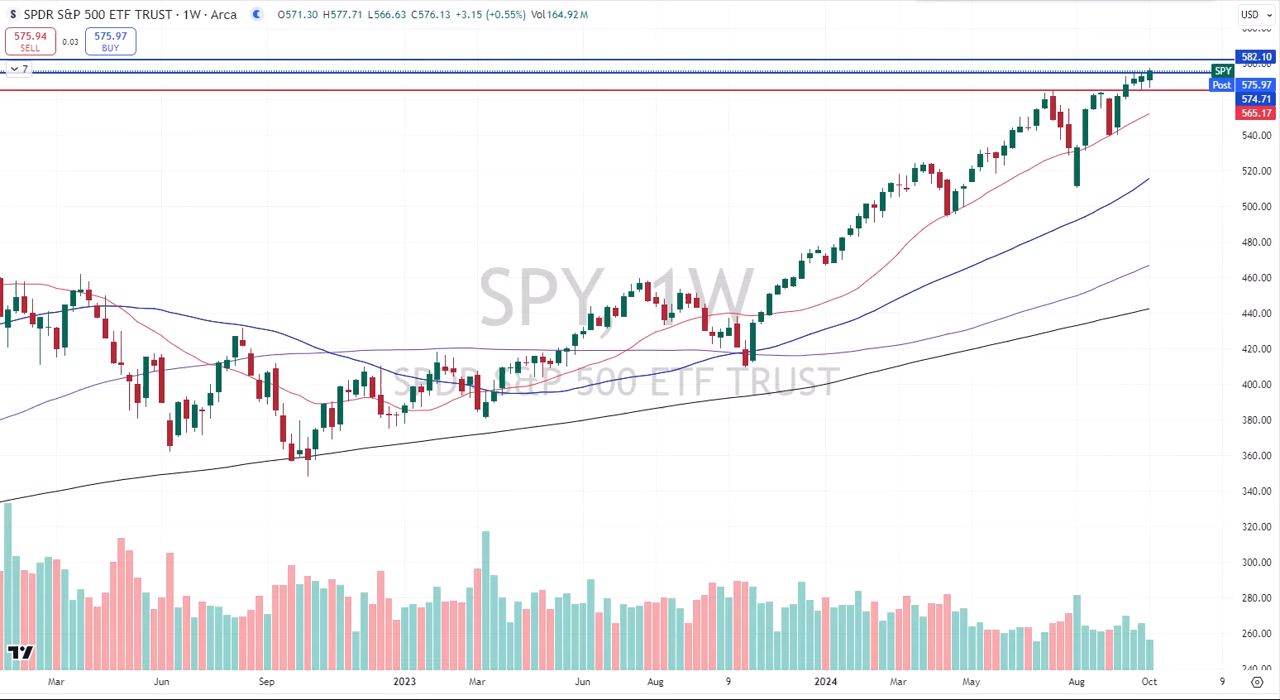 S SPDR S&P 500 ETF TRUST · 1W · Arca O571.30 H577.71 L566.63 C576.13 +3.15 (+0.55%) Vol164.92M
USD
575.94
SELL
0.03
575.97
BUY
7
582.10
SPY
Post 575.97
574.71
565.17
540.00
520.00
500.00
480.00
460.00
440.00
420.00
400.00
380.00
360.00
340.00
320.00
300.00
280.00
260.00
240.00
SPY, 1W
SPDR S&P 500 ETF TRUST
Mar Jun Sep 2023 Mar Jun Aug 9 2024 Mar May Aug Oct 9